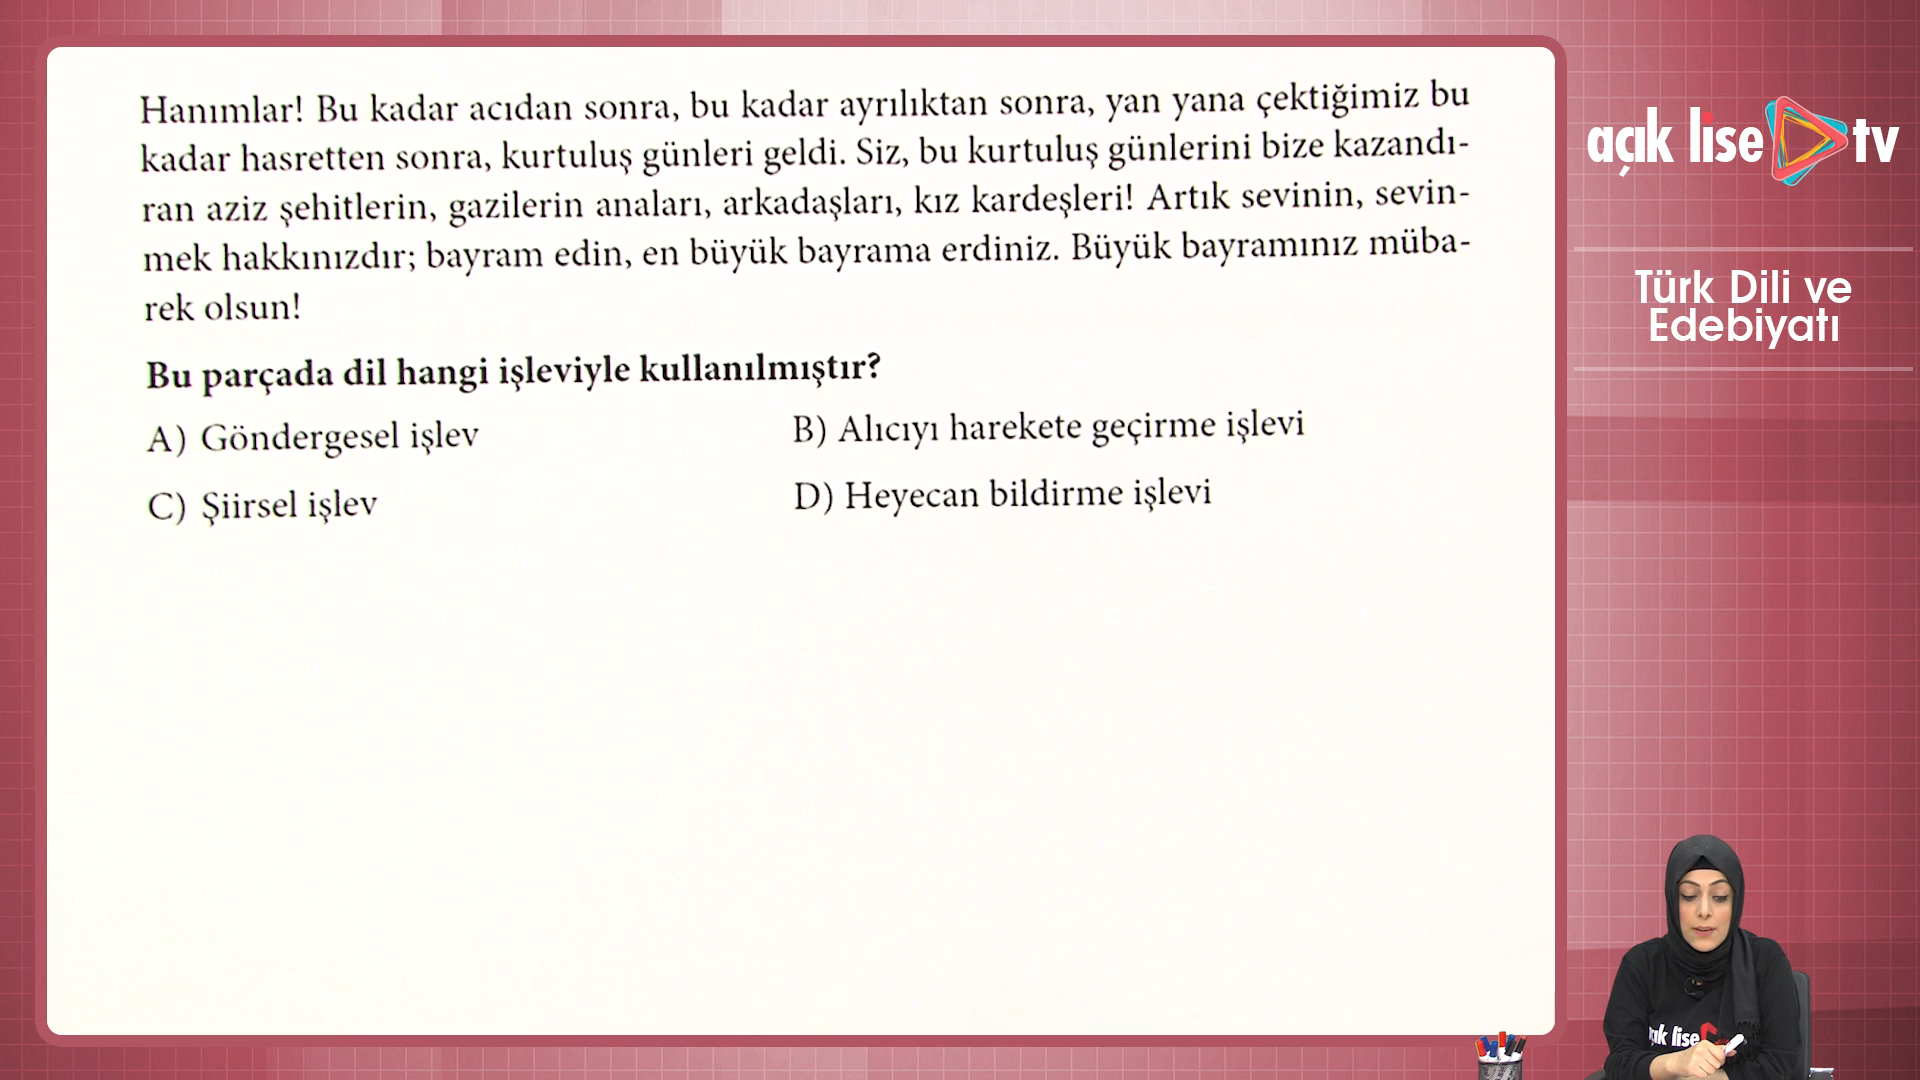 Hanımlar! Bu kadar acıdan sonra, bu kadar ayrılıktan sonra, yan yana çektiğimiz bu
kadar hasretten sonra, kurtuluş günleri geldi. Siz, bu kurtuluş günlerini bize kazandı-
ran aziz şehitlerin, gazilerin anaları, arkadaşları, kız kardeşleri! Artık sevinin, sevin-
mek hakkınızdır; bayram edin, en büyük bayrama erdiniz. Büyük bayramınız müba-
rek olsun!
Bu parçada dil hangi işleviyle kullanılmıştır?
A) Göndergesel işlev
B) Alıcıyı harekete geçirme işlevi
C) Şiirsel işlev
D) Heyecan bildirme işlevi
açık lise tv
Türk Dili ve
Edebiyatı
lise